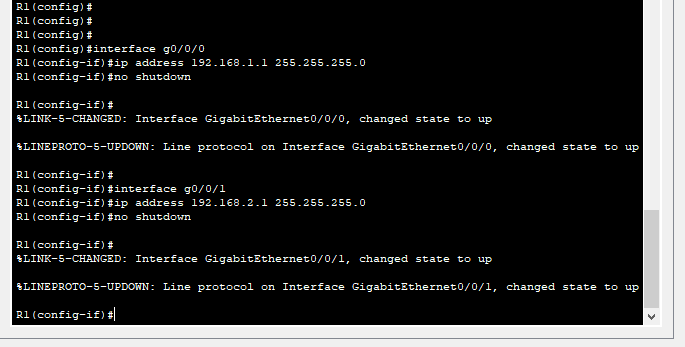 R1(config)#
R1(config)#
R1(config)#
R1(config)#interface g0/0/0
R1(config-if)#ip address 192.168.1.1 255.255.255.0
R1(config-if)#no shutdown
R1(config-if)#
%LINK-5-CHANGED: Interface GigabitEthernet0/0/0, changed state to up
%LINEPROTO-5-UPDOWN: Line protocol on Interface GigabitEthernet0/0/0, changed state to up
R1(config-if)#
R1(config-if)#interface g0/0/1
R1(config-if)#ip address 192.168.2.1 255.255.255.0
R1(config-if)#no shutdown
R1(config-if)#
%LINK-5-CHANGED: Interface GigabitEthernet0/0/1, changed state to up
%LINEPROTO-5-UPDOWN: Line protocol on Interface GigabitEthernet0/0/1, changed state to up
R1(config-if)#